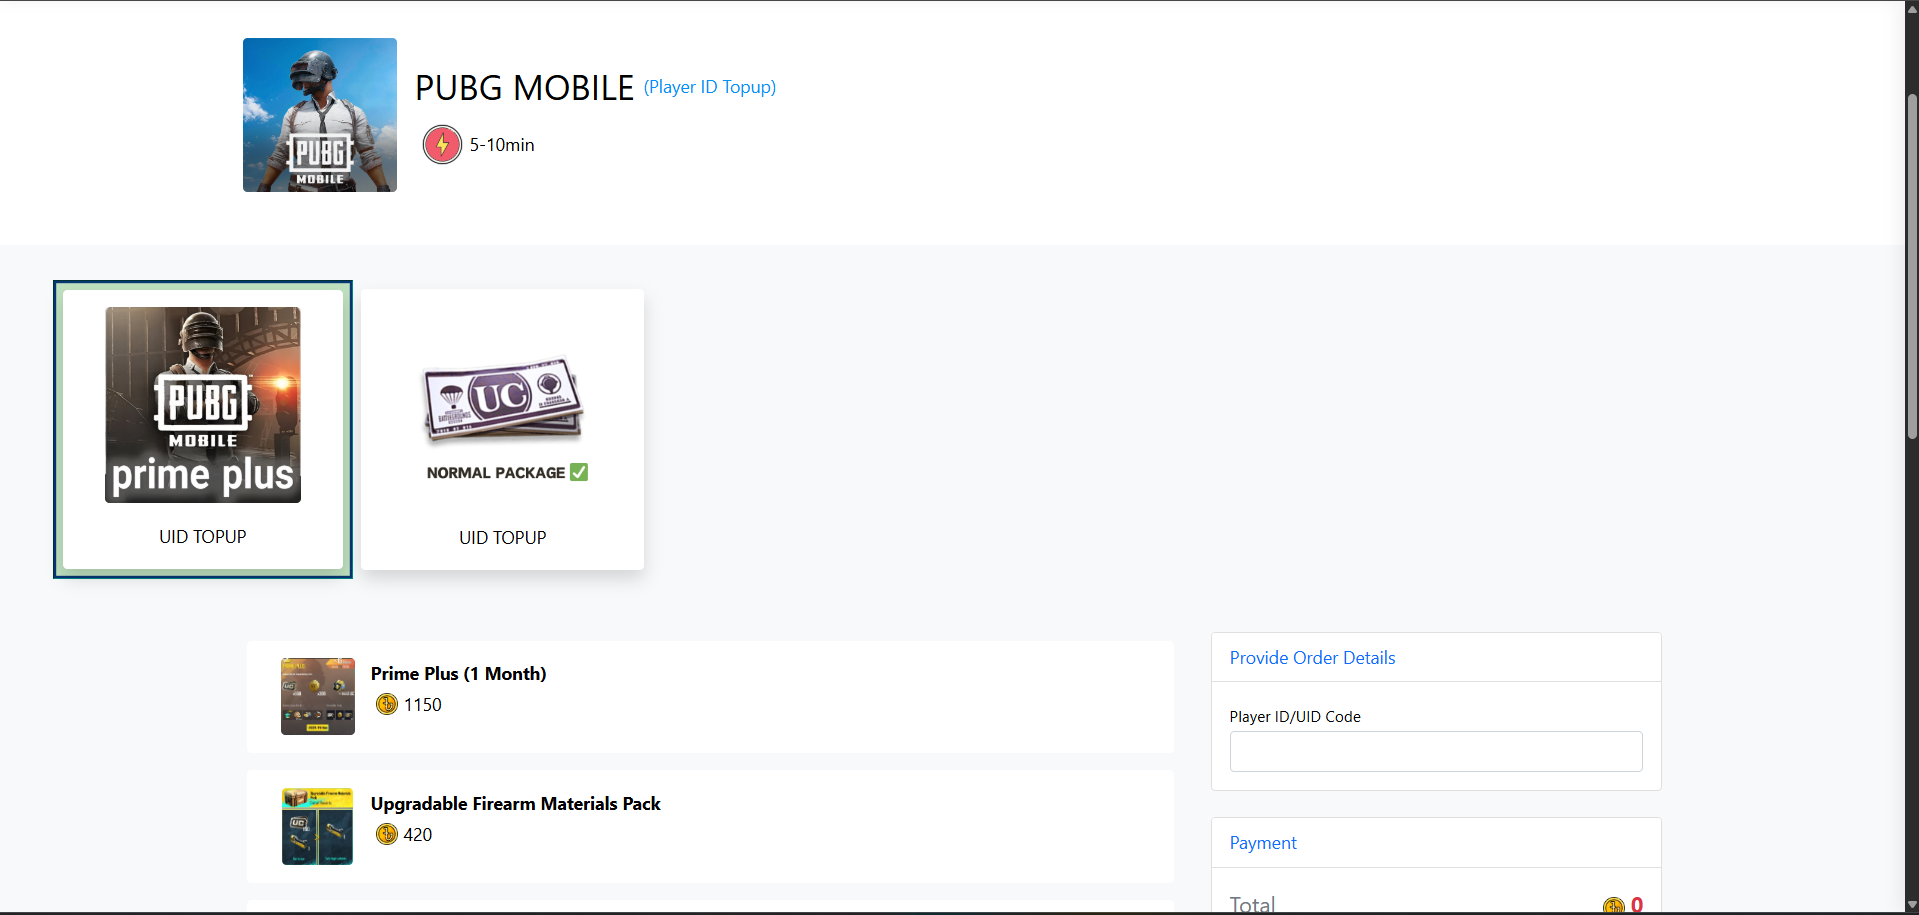 PUBG MOBILE (Player ID Topup)
5-10min
PUBG
MOBILE
PUBG
MOBILE
prime plus
UID TOPUP
UC
NORMAL PACKAGE ✅
UID TOPUP
Prime Plus (1 Month)
1150
Upgradable Firearm Materials Pack
420
UC
Provide Order Details
Player ID/UID Code
Payment
Total
0